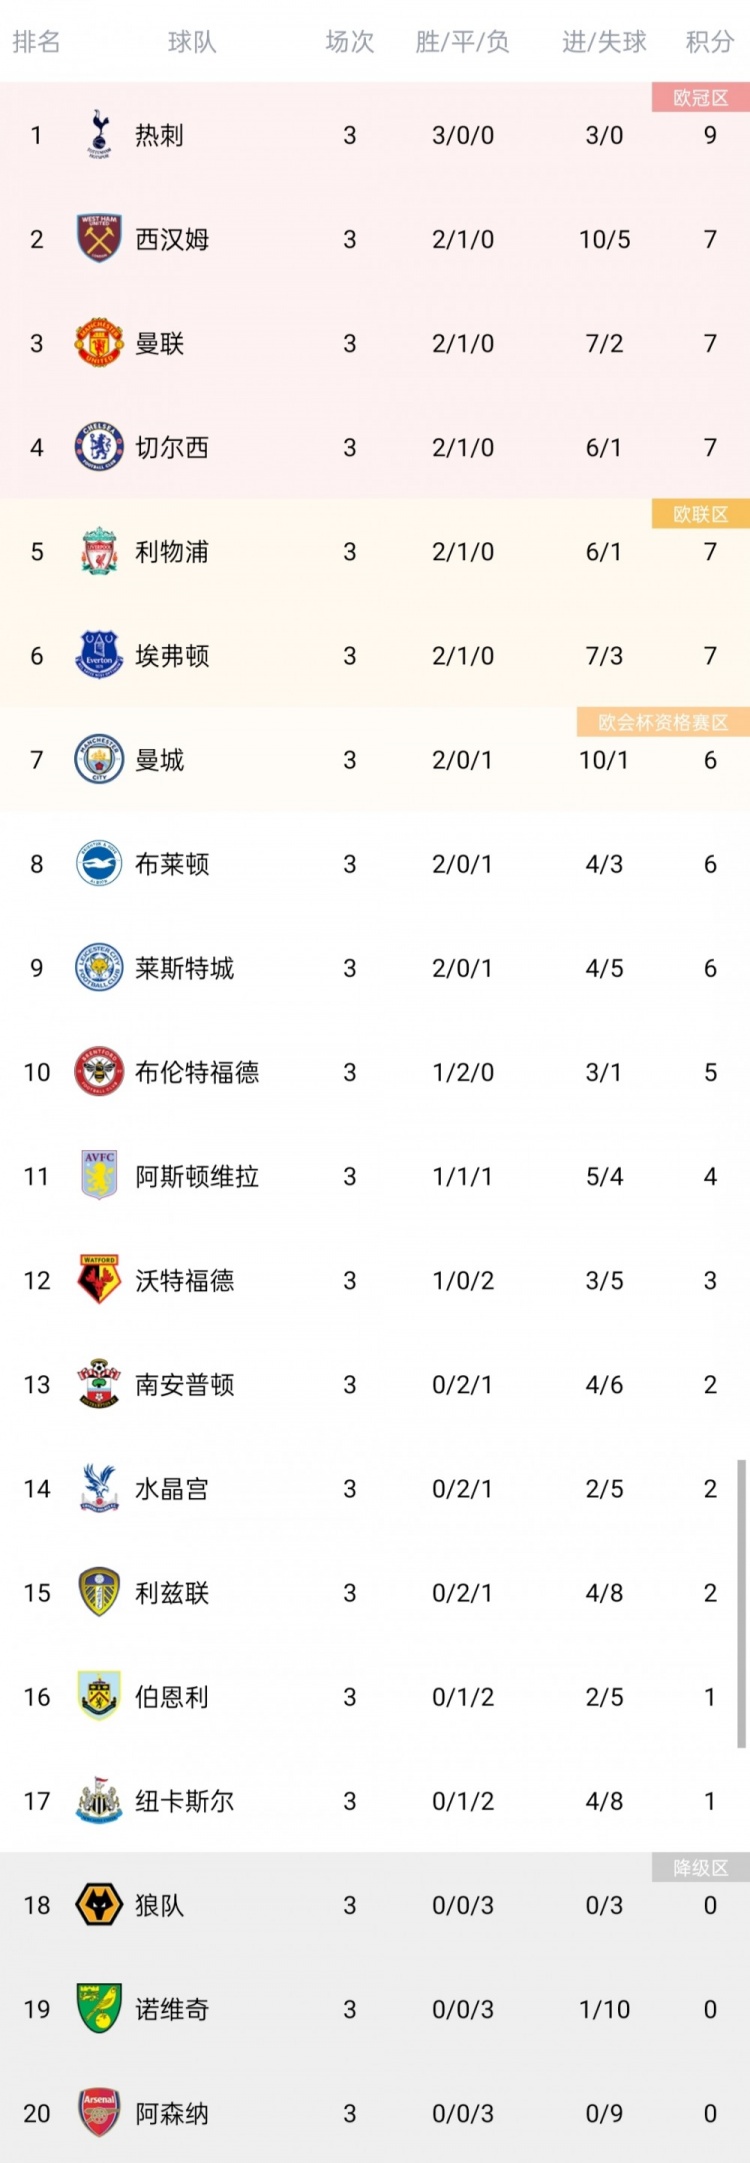 排名 球队 场次 胜/平/负 进/失球 积分
欧冠区
1 热刺 3 3/0/0 3/0 9
2 西汉姆 3 2/1/0 10/5 7
3 曼联 3 2/1/0 7/2 7
4 切尔西 3 2/1/0 6/1 7
欧联区
5 利物浦 3 2/1/0 6/1 7
6 埃弗顿 3 2/1/0 7/3 7
欧会杯资格赛区
7 曼城 3 2/0/1 10/1 6
8 布莱顿 3 2/0/1 4/3 6
9 莱斯特城 3 2/0/1 4/5 6
10 布伦特福德 3 1/2/0 3/1 5
11 阿斯顿维拉 3 1/1/1 5/4 4
12 沃特福德 3 1/0/2 3/5 3
13 南安普顿 3 0/2/1 4/6 2
14 水晶宫 3 0/2/1 2/5 2
15 利兹联 3 0/2/1 4/8 2
16 伯恩利 3 0/1/2 2/5 1
17 纽卡斯尔 3 0/1/2 4/8 1
降级区
18 狼队 3 0/0/3 0/3 0
19 诺维奇 3 0/0/3 1/10 0
20 阿森纳 3 0/0/3 0/9 0